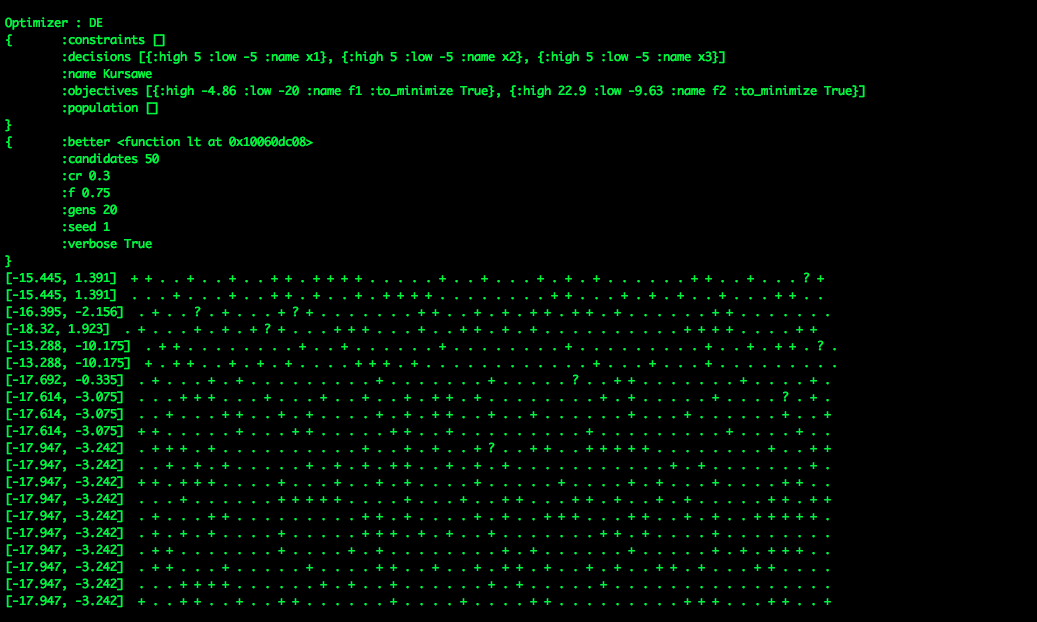 Optimizer : DE
{ :constraints []
:decisions [{:high 5 :low -5 :name x1}, {:high 5 :low -5 :name x2}, {:high 5 :low -5 :name x3}]
:name Kursawe
:objectives [{:high -4.86 :low -20 :name f1 :to_minimize True}, {:high 22.9 :low -9.63 :name f2 :to_minimize True}]
:population []
}
{ :better <function lt at 0x10060dc08>
:candidates 50
:cr 0.3
:f 0.75
:gens 20
:seed 1
:verbose True
}
[-15.445, 1.391] + + . . + . . + . . + + . + + + + . . . . . + . . + . . . + . + . + . . . . . . + + . . + . . . ? +
[-15.445, 1.391] . . . + . . . + . . + + . + . . + . + + + + . . . . . . . . + + . . . + . + . + . . + . . . + + . .
[-16.395, -2.156] . + . . ? . + . . . + ? + . . . . . . . + + . . + . + . + + . + + . + . . . . . . + + . . . . . . .
[-18.32, 1.923] . + . . . + . + . + ? + . . . + + + . . . + . . + + . + . + . . . . . . . . . . + + + + . . . . + +
[-13.288, -10.175] . + + . . . . . . . . + . . + . . . . . . + . . . . . . . . + . . . . . . . . . + . . + . + + . ? .
[-13.288, -10.175] + . + + . . + . + . + . . . . + + + . + . . . . . . . . . . . . + . . . + . . . + . . . . . . . . .
[-17.692, -0.335] . + . . . + . + . . . . . . . . . + . . . . . . . + . . . . . ? . . + + . . . . . . . + . . . . + .
[-17.614, -3.075] . . . + + + . . . + . . . + . . + . . + . + + . + . . . . . . . . + . + . . . . . + . . . . ? . + .
[-17.614, -3.075] . . + . . . + + . . + . + . . . . + . + . + + . . + . . + . . . . . . + . . . + . . . . . . + . . +
[-17.614, -3.075] + + . . . . . + . . . + + . . . . . + + . . + . . . . . . . . . + . . . . . . . . . + . . . . + . .
[-17.947, -3.242] . + + + . + . . . . . . . . . . + . . + . + . . + ? . . . + . . + + + + + . . . . . . . . + . . + +
[-17.947, -3.242] . . + . + . + . . . . . + . + . + . + + . . + . + . + . . . . . . . . . . . + . + . . . . . . . + .
[-17.947, -3.242]
[-17.947, -3.242]
[-17.947, -3.242]
[-17.947, -3.242]
[-17.947, -3.242]
[-17.947, -3.242]
[-17.947, -3.242]
[-17.947, -3.242]